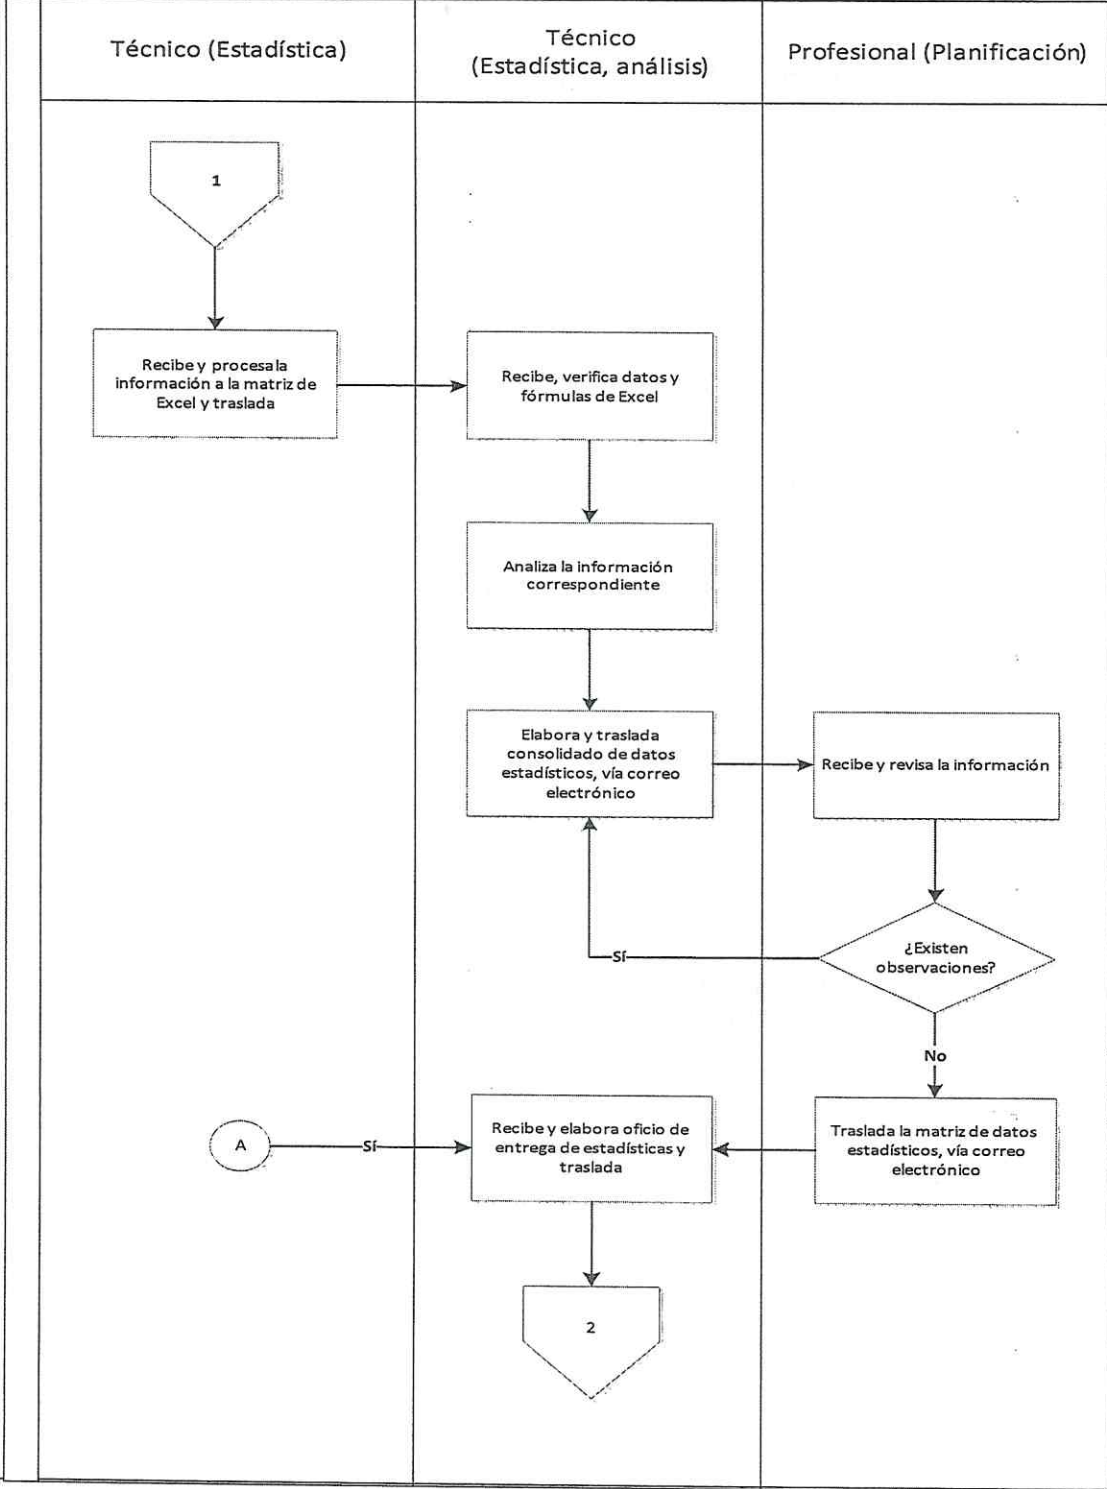 Técnico (Estadística)
Técnico
(Estadística, análisis)
Profesional (Planificación)
1
Recibe y procesa la
información a la matriz de
Excel y traslada
Recibe, verifica datos y
fórmulas de Excel
Analiza la información
correspondiente
Elabora y traslada
consolidado de datos
estadísticos, vía correo
electrónico
Recibe y revisa la información
¿Existen
observaciones?
Sí
No
A
Sí
Recibe y elabora oficio de
entrega de estadísticas y
traslada
Traslada la matriz de datos
estadísticos, vía correo
electrónico
2